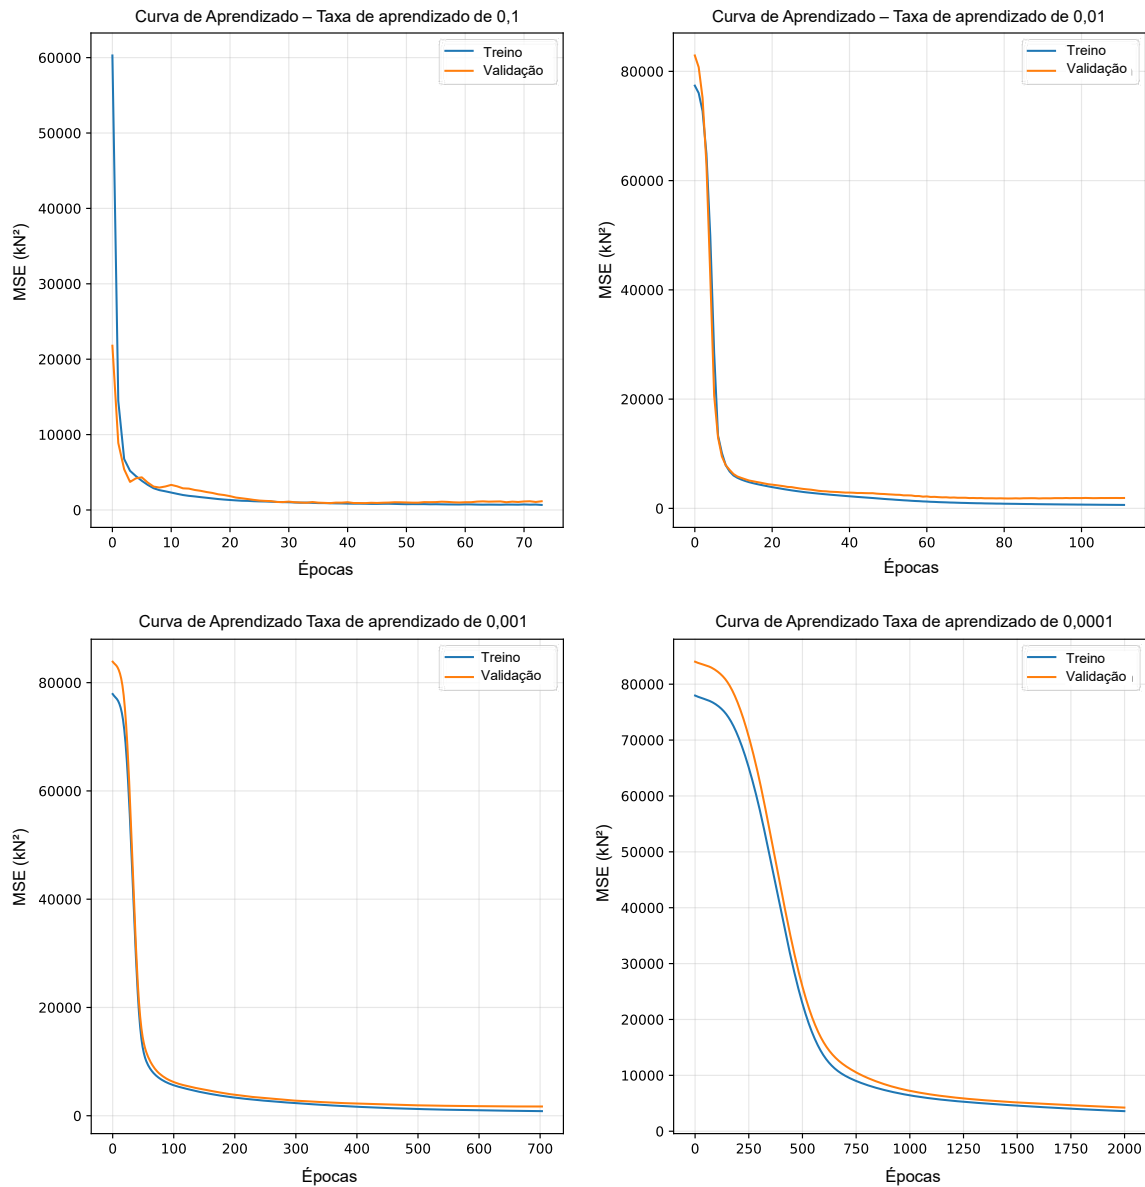 Curva de Aprendizado – Taxa de aprendizado de 0,1
Treino
Validação
60000
50000
40000
30000
20000
10000
0
MSE (kN²)
0 10 20 30 40 50 60 70
Épocas
Curva de Aprendizado – Taxa de aprendizado de 0,01
Treino
Validação
80000
60000
40000
20000
0
MSE (kN²)
0 20 40 60 80 100
Épocas
Curva de Aprendizado Taxa de aprendizado de 0,001
Treino
Validação
80000
60000
40000
20000
0
MSE (kN²)
0 100 200 300 400 500 600 700
Épocas
Curva de Aprendizado Taxa de aprendizado de 0,0001
Treino
Validação
80000
70000
60000
50000
40000
30000
20000
10000
0
MSE (kN²)
0 250 500 750 1000 1250 1500 1750 2000
Épocas